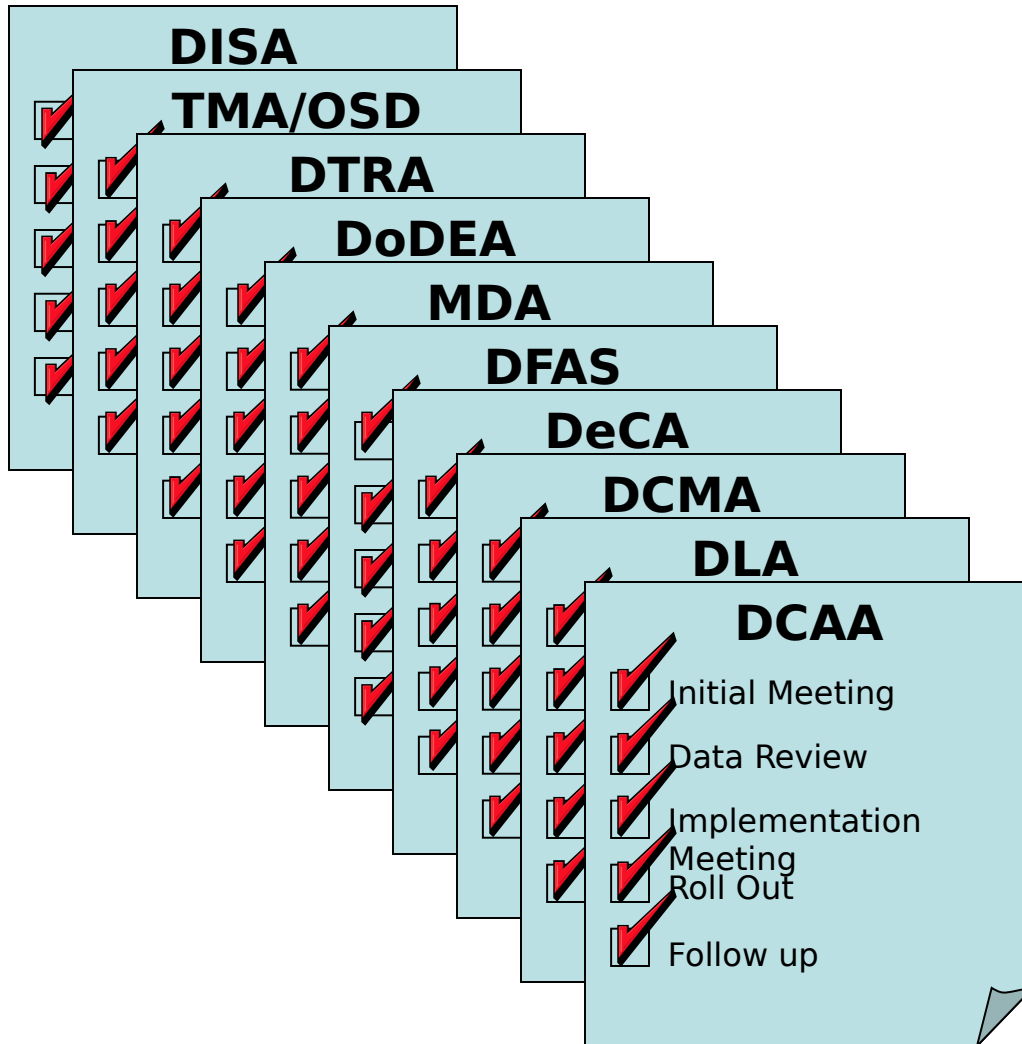 DISA
TMA/OSD
DTRA
DoDEA
MDA
DFAS
DeCA
DCMA
DLA
DCAA
Initial Meeting
Data Review
Implementation
Meeting
Roll Out
Follow up